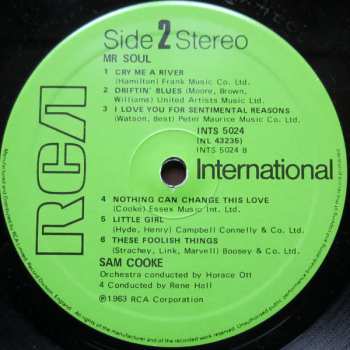 Side 2 Stereo
MR SOUL
1 CRY ME A RIVER
(Hamilton) Frank Music Co. Ltd.
2 DRIFTIN' BLUES (Moore, Brown,
Williams) United Artists Music Ltd.
3 I LOVE YOU FOR SENTIMENTAL REASONS
(Watson, Best) Peter Maurice Music Co. Ltd.
INTS 5024
(NL 43235)
INTS 5024 B
RCA
International
4 NOTHING CAN CHANGE THIS LOVE
(Cooke) Essex Music Int. Ltd.
5 LITTLE GIRL
(Hyde, Henry) Campbell Connelly & Co. Ltd.
6 THESE FOOLISH THINGS
(Strachey, Link, Marvell) Boosey & Co. Ltd.
SAM COOKE
Orchestra conducted by Horace Ott
4 Conducted by Rene Hall
℗1963 RCA Corporation